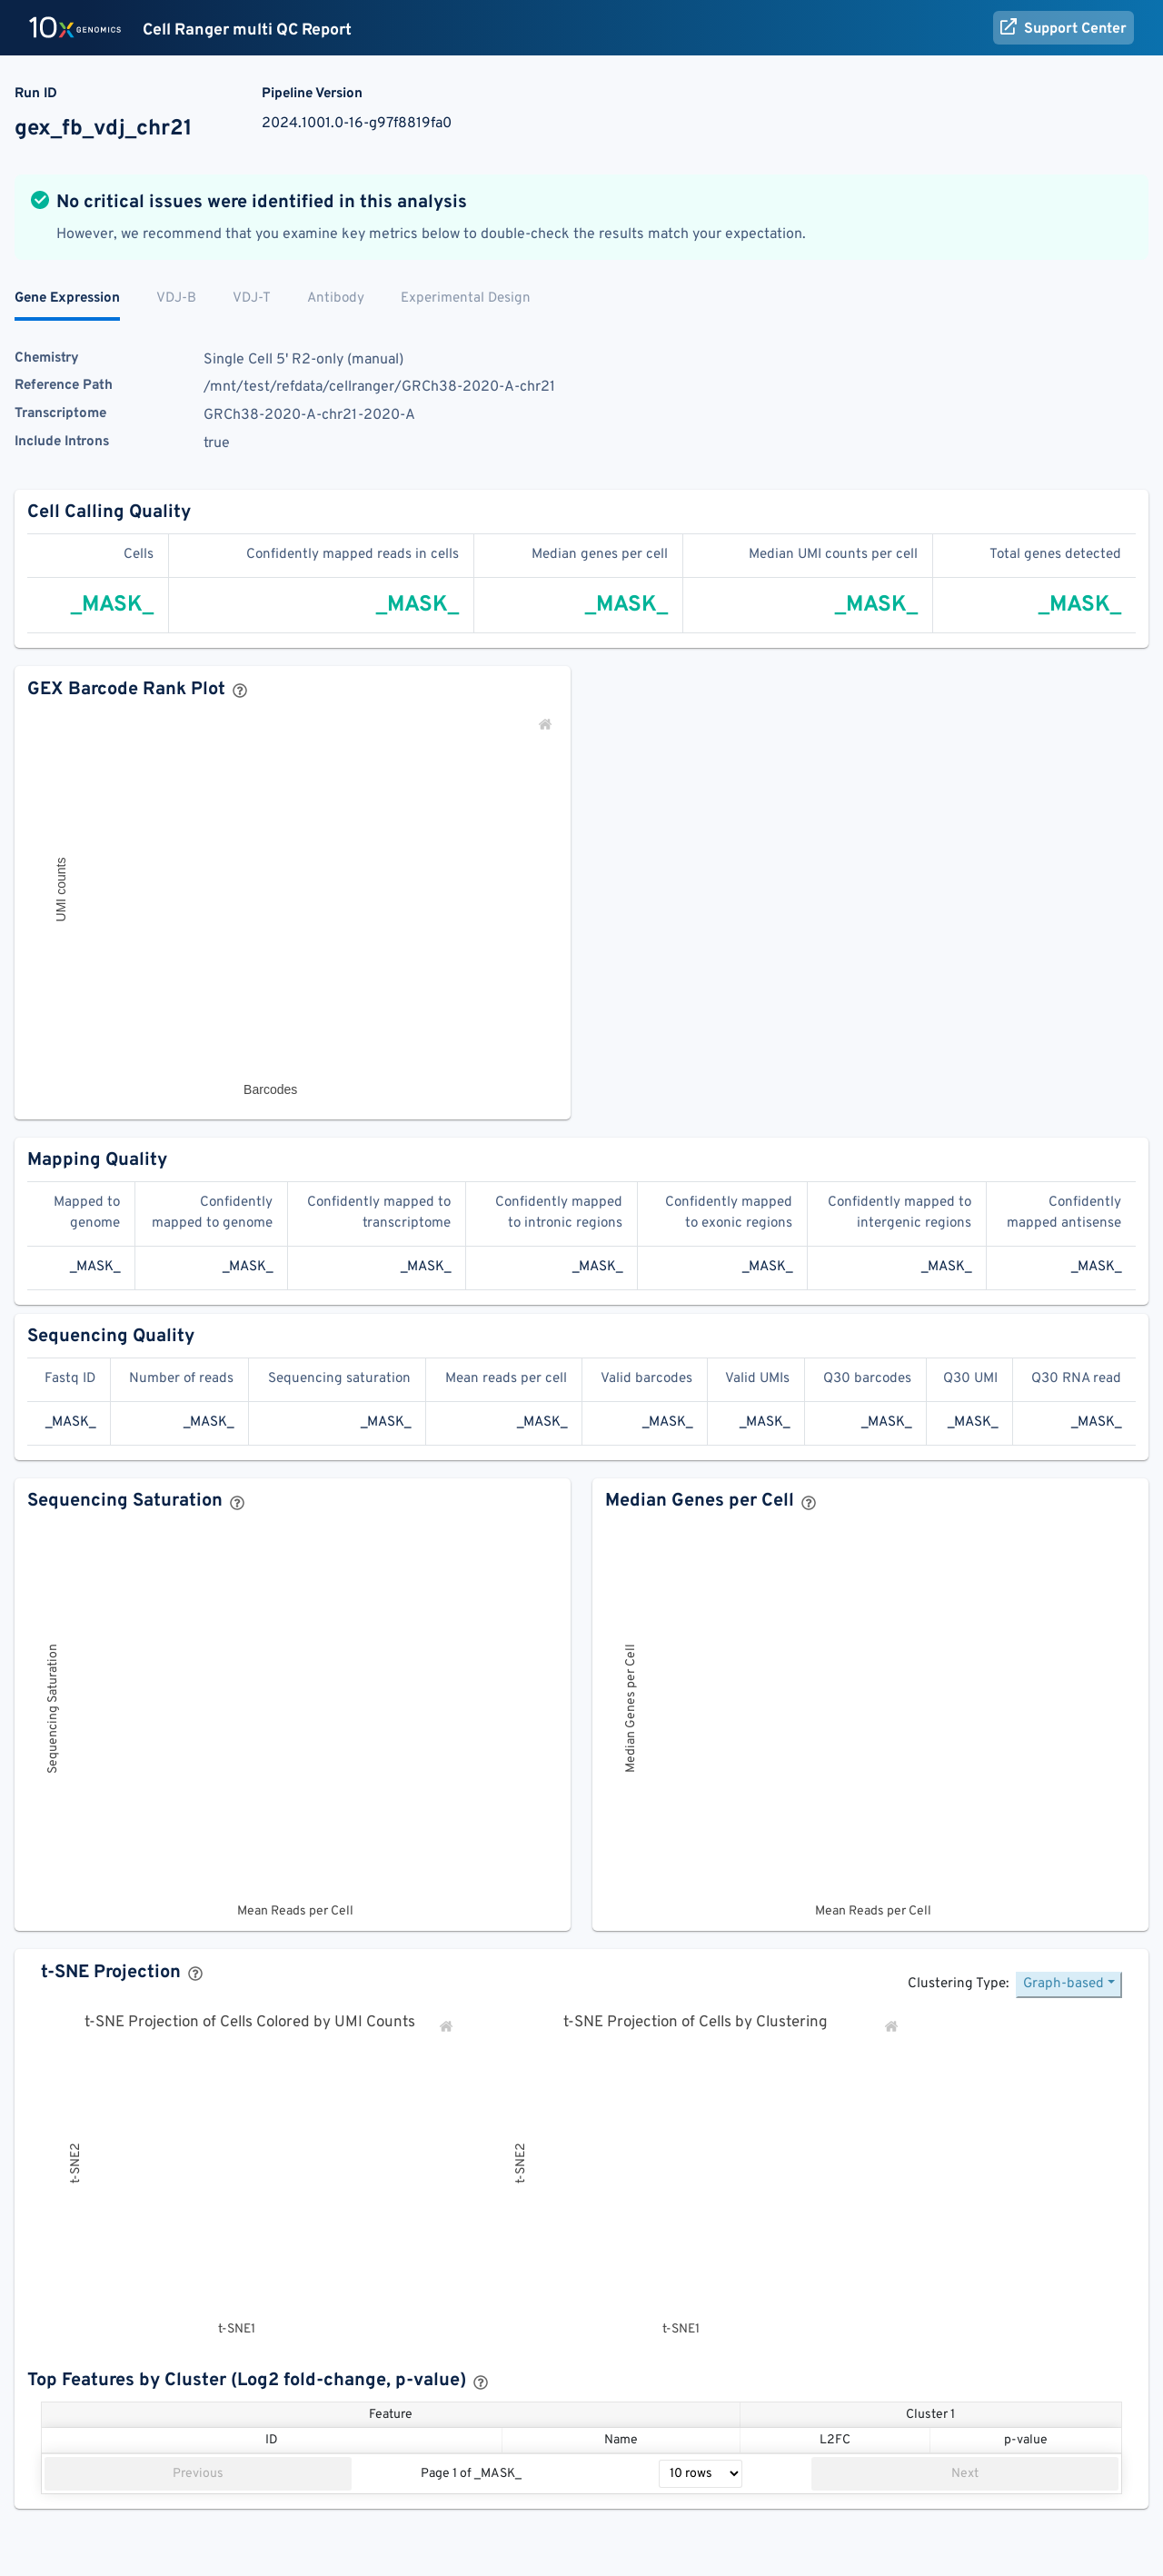 10x GENOMICS Cell Ranger multi QC Report Support Center
Run ID Pipeline Version
gex_fb_vdj_chr21 2024.1001.0-16-g97f8819fa0
No critical issues were identified in this analysis
However, we recommend that you examine key metrics below to double-check the results match your expectation.
Gene Expression VDJ-B VDJ-T Antibody Experimental Design
Chemistry Single Cell 5' R2-only (manual)
Reference Path /mnt/test/refdata/cellranger/GRCh38-2020-A-chr21
Transcriptome GRCh38-2020-A-chr21-2020-A
Include Introns true
Cell Calling Quality
Cells Confidently mapped reads in cells Median genes per cell Median UMI counts per cell Total genes detected
_MASK_ _MASK_ _MASK_ _MASK_ _MASK_
GEX Barcode Rank Plot
UMI counts
Barcodes
Mapping Quality
Mapped to Confidently Confidently mapped to Confidently mapped Confidently mapped Confidently mapped to Confidently
genome mapped to genome transcriptome to intronic regions to exonic regions intergenic regions mapped antisense
_MASK_ _MASK_ _MASK_ _MASK_ _MASK_ _MASK_ _MASK_
Sequencing Quality
Fastq ID Number of reads Sequencing saturation Mean reads per cell Valid barcodes Valid UMIs Q30 barcodes Q30 UMI Q30 RNA read
_MASK_ _MASK_ _MASK_ _MASK_ _MASK_ _MASK_ _MASK_ _MASK_ _MASK_
Sequencing Saturation
Sequencing Saturation
Mean Reads per Cell
Median Genes per Cell
Median Genes per Cell
Mean Reads per Cell
t-SNE Projection
Clustering Type: Graph-based
t-SNE Projection of Cells Colored by UMI Counts
t-SNE2
t-SNE1
t-SNE Projection of Cells by Clustering
t-SNE2
t-SNE1
Top Features by Cluster (Log2 fold-change, p-value)
Feature Cluster 1
ID Name L2FC p-value
Previous Page 1 of _MASK_ 10 rows Next